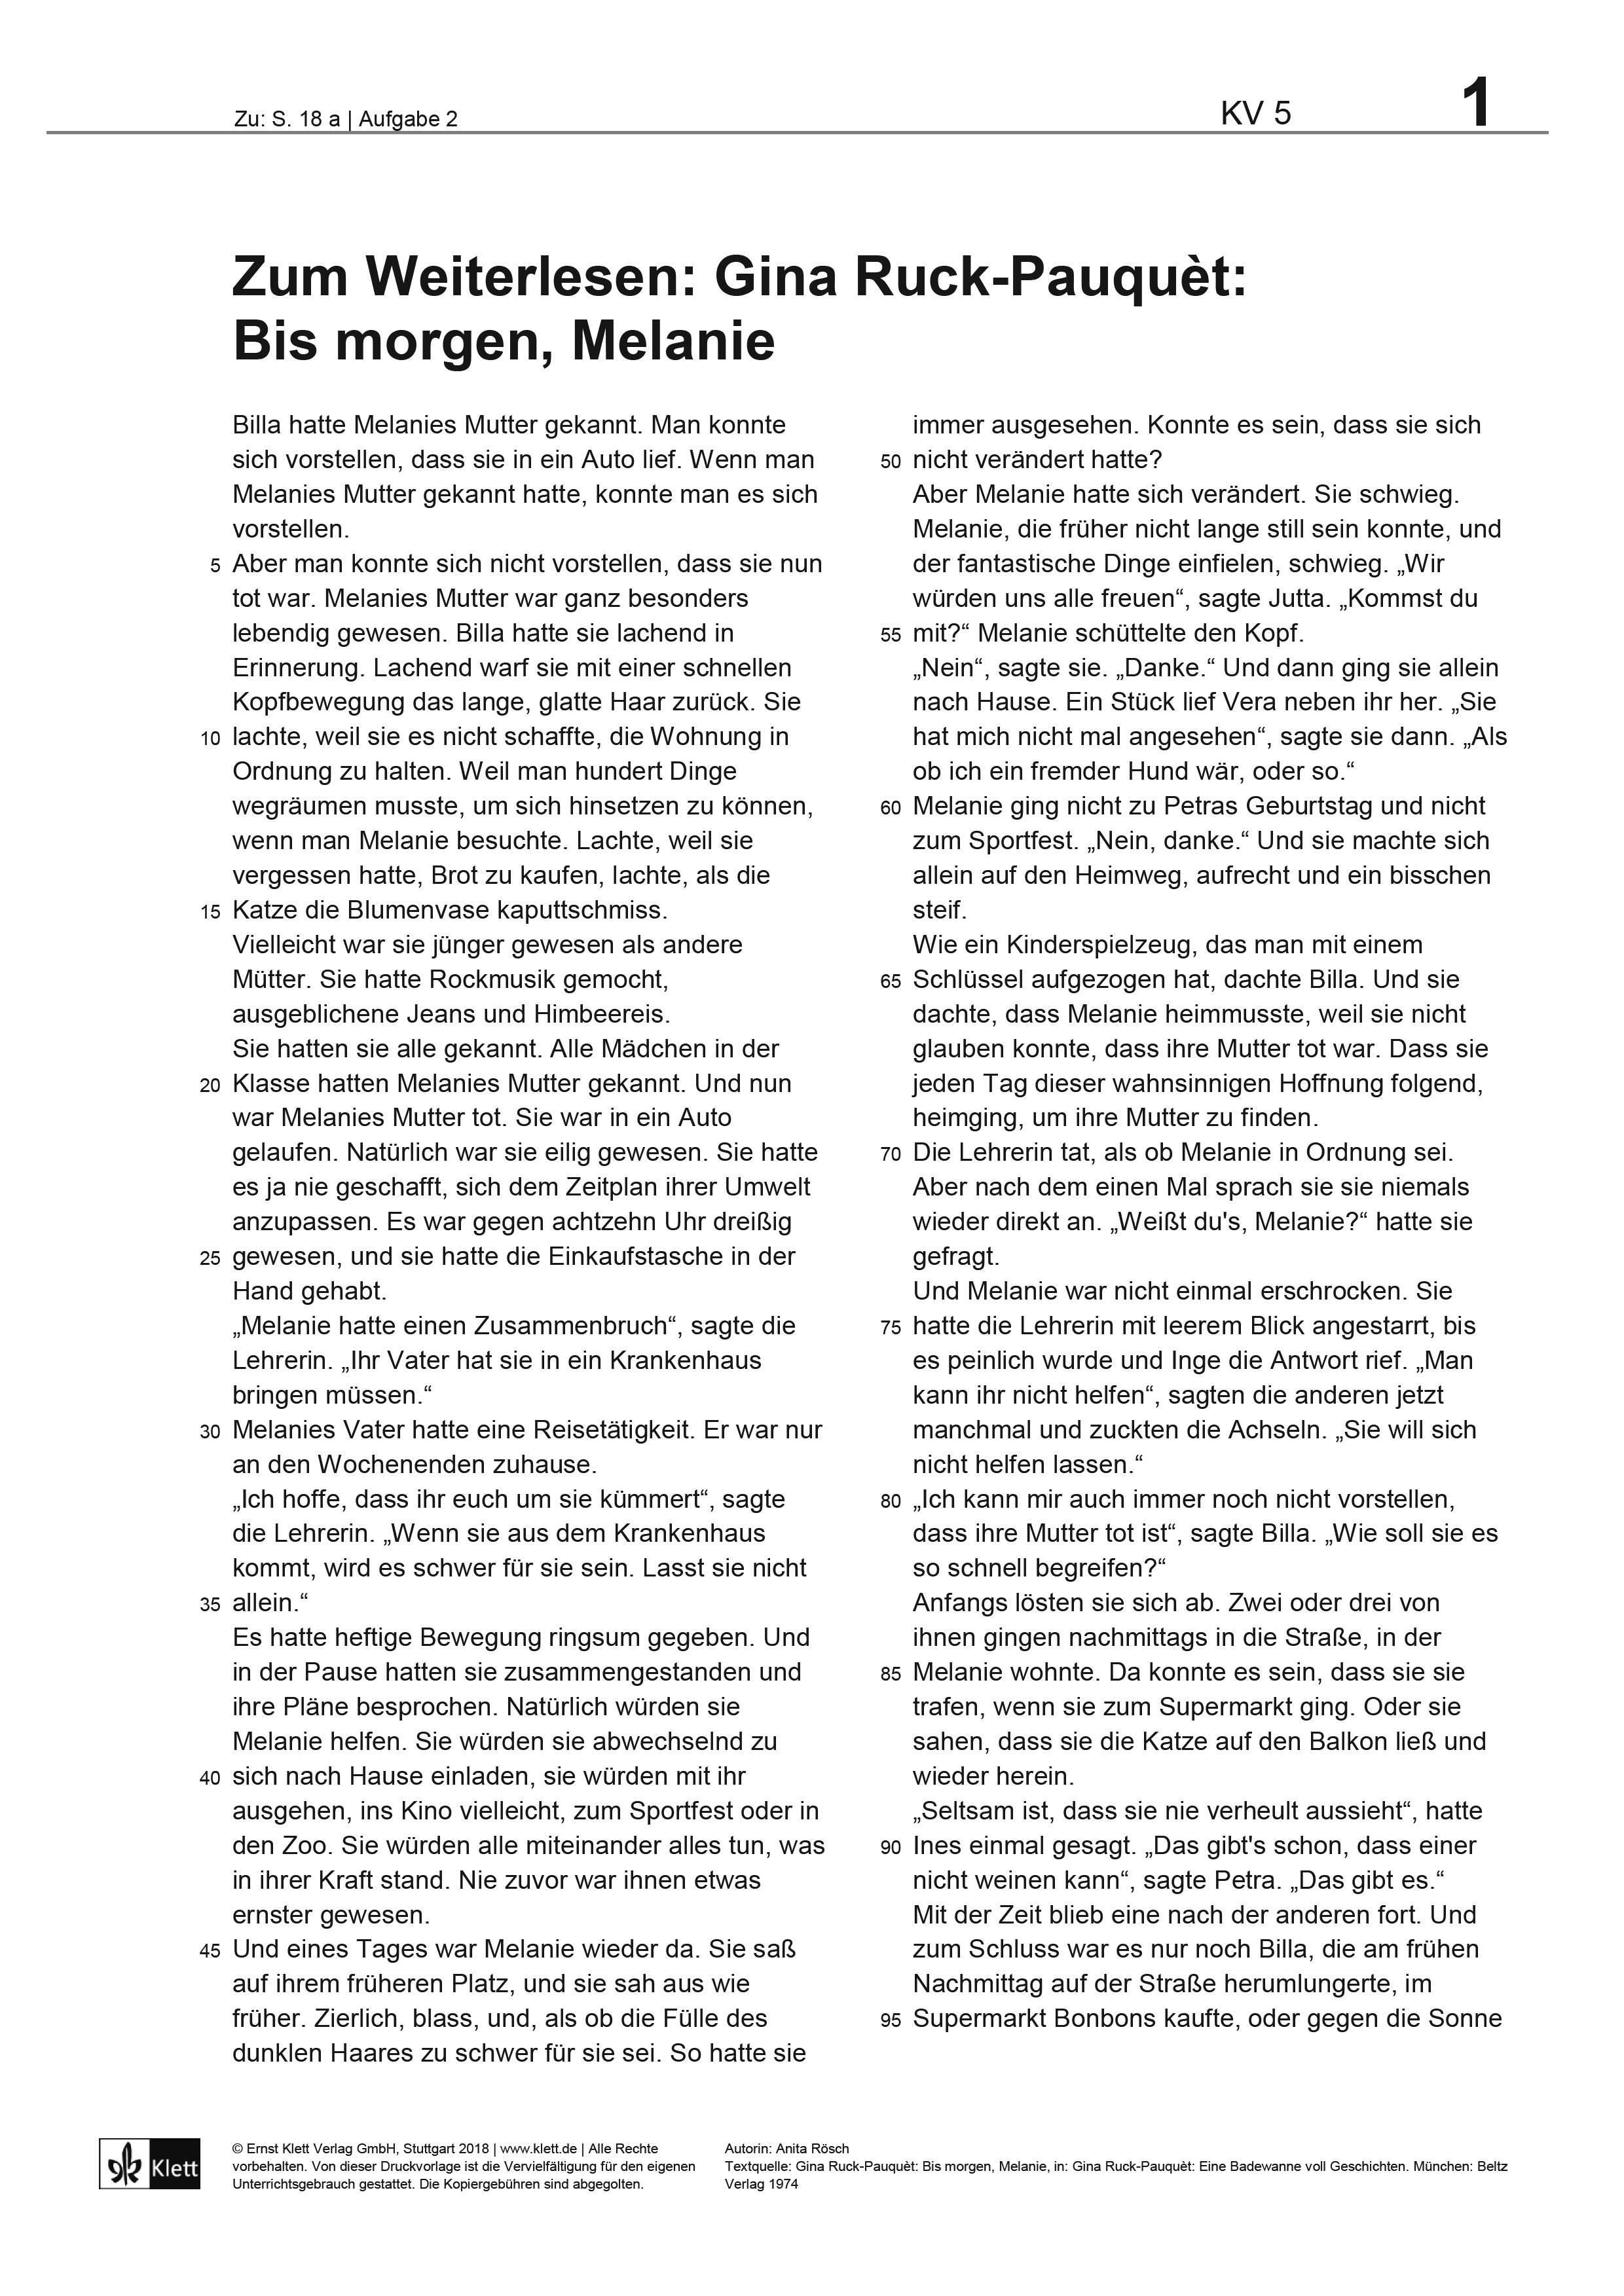 Zu: S. 18 a | Aufgabe 2
KV 5
1
Zum Weiterlesen: Gina Ruck-Pauquèt:
Bis morgen, Melanie
Billa hatte Melanies Mutter gekannt. Man konnte
sich vorstellen, dass sie in ein Auto lief. Wenn man
Melanies Mutter gekannt hatte, konnte man es sich
vorstellen.
5 Aber man konnte sich nicht vorstellen, dass sie nun
tot war. Melanies Mutter war ganz besonders
lebendig gewesen. Billa hatte sie lachend in
Erinnerung. Lachend warf sie mit einer schnellen
Kopfbewegung das lange, glatte Haar zurück. Sie
10 lachte, weil sie es nicht schaffte, die Wohnung in
Ordnung zu halten. Weil man hundert Dinge
wegräumen musste, um sich hinsetzen zu können,
wenn man Melanie besuchte. Lachte, weil sie
vergessen hatte, Brot zu kaufen, lachte, als die
15 Katze die Blumenvase kaputtschmiss.
Vielleicht war sie jünger gewesen als andere
Mütter. Sie hatte Rockmusik gemocht,
ausgeblichene Jeans und Himbeereis.
Sie hatten sie alle gekannt. Alle Mädchen in der
20 Klasse hatten Melanies Mutter gekannt. Und nun
war Melanies Mutter tot. Sie war in ein Auto
gelaufen. Natürlich war sie eilig gewesen. Sie hatte
es ja nie geschafft, sich dem Zeitplan ihrer Umwelt
anzupassen. Es war gegen achtzehn Uhr dreißig
25 gewesen, und sie hatte die Einkaufstasche in der
Hand gehabt.
„Melanie hatte einen Zusammenbruch“, sagte die
Lehrerin. „Ihr Vater hat sie in ein Krankenhaus
bringen müssen.“
30 Melanies Vater hatte eine Reisetätigkeit. Er war nur
an den Wochenenden zuhause.
„Ich hoffe, dass ihr euch um sie kümmert“, sagte
die Lehrerin. „Wenn sie aus dem Krankenhaus
kommt, wird es schwer für sie sein. Lasst sie nicht
35 allein.“
Es hatte heftige Bewegung ringsum gegeben. Und
in der Pause hatten sie zusammengestanden und
ihre Pläne besprochen. Natürlich würden sie
Melanie helfen. Sie würden sie abwechselnd zu
40 sich nach Hause einladen, sie würden mit ihr
ausgehen, ins Kino vielleicht, zum Sportfest oder in
den Zoo. Sie würden alle miteinander alles tun, was
in ihrer Kraft stand. Nie zuvor war ihnen etwas
ernster gewesen.
45 Und eines Tages war Melanie wieder da. Sie saß
auf ihrem früheren Platz, und sie sah aus wie
früher. Zierlich, blass, und, als ob die Fülle des
dunklen Haares zu schwer für sie sei. So hatte sie
immer ausgesehen. Konnte es sein, dass sie sich
50 nicht verändert hatte?
Aber Melanie hatte sich verändert. Sie schwieg.
Melanie, die früher nicht lange still sein konnte, und
der fantastische Dinge einfielen, schwieg. „Wir
würden uns alle freuen“, sagte Jutta. „Kommst du
55 mit?“ Melanie schüttelte den Kopf.
„Nein“, sagte sie. „Danke.“ Und dann ging sie allein
nach Hause. Ein Stück lief Vera neben ihr her. „Sie
hat mich nicht mal angesehen“, sagte sie dann. „Als
ob ich ein fremder Hund wär, oder so.“
60 Melanie ging nicht zu Petras Geburtstag und nicht
zum Sportfest. „Nein, danke.“ Und sie machte sich
allein auf den Heimweg, aufrecht und ein bisschen
steif.
Wie ein Kinderspielzeug, das man mit einem
65 Schlüssel aufgezogen hat, dachte Billa. Und sie
dachte, dass Melanie heimmusste, weil sie nicht
glauben konnte, dass ihre Mutter tot war. Dass sie
jeden Tag dieser wahnsinnigen Hoffnung folgend,
heimging, um ihre Mutter zu finden.
70 Die Lehrerin tat, als ob Melanie in Ordnung sei.
Aber nach dem einen Mal sprach sie sie niemals
wieder direkt an. „Weißt du's, Melanie?“ hatte sie
gefragt.
Und Melanie war nicht einmal erschrocken. Sie
75 hatte die Lehrerin mit leerem Blick angestarrt, bis
es peinlich wurde und Inge die Antwort rief. „Man
kann ihr nicht helfen“, sagten die anderen jetzt
manchmal und zuckten die Achseln. „Sie will sich
nicht helfen lassen.“
80 „Ich kann mir auch immer noch nicht vorstellen,
dass ihre Mutter tot ist“, sagte Billa. „Wie soll sie es
so schnell begreifen?“
Anfangs lösten sie sich ab. Zwei oder drei von
ihnen gingen nachmittags in die Straße, in der
85 Melanie wohnte. Da konnte es sein, dass sie sie
trafen, wenn sie zum Supermarkt ging. Oder sie
sahen, dass sie die Katze auf den Balkon ließ und
wieder herein.
„Seltsam ist, dass sie nie verheult aussieht“, hatte
90 Ines einmal gesagt. „Das gibt's schon, dass einer
nicht weinen kann“, sagte Petra. „Das gibt es.“
Mit der Zeit blieb eine nach der anderen fort. Und
zum Schluss war es nur noch Billa, die am frühen
Nachmittag auf der Straße herumlungerte, im
95 Supermarkt Bonbons kaufte, oder gegen die Sonne
Klett
© Ernst Klett Verlag GmbH, Stuttgart 2018 | www.klett.de | Alle Rechte
vorbehalten. Von dieser Druckvorlage ist die Vervielfältigung für den eigenen
Unterrichtsgebrauch gestattet. Die Kopiergebühren sind abgegolten.
Autorin: Anita Rösch
Textquelle: Gina Ruck-Pauquèt: Bis morgen, Melanie, in: Gina Ruck-Pauquèt: Eine Badewanne voll Geschichten. München: Beltz
Verlag 1974